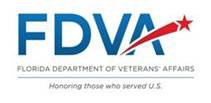 FDVA
FLORIDA DEPARTMENT OF VETERANS' AFFAIRS
Honoring those who served U.S.